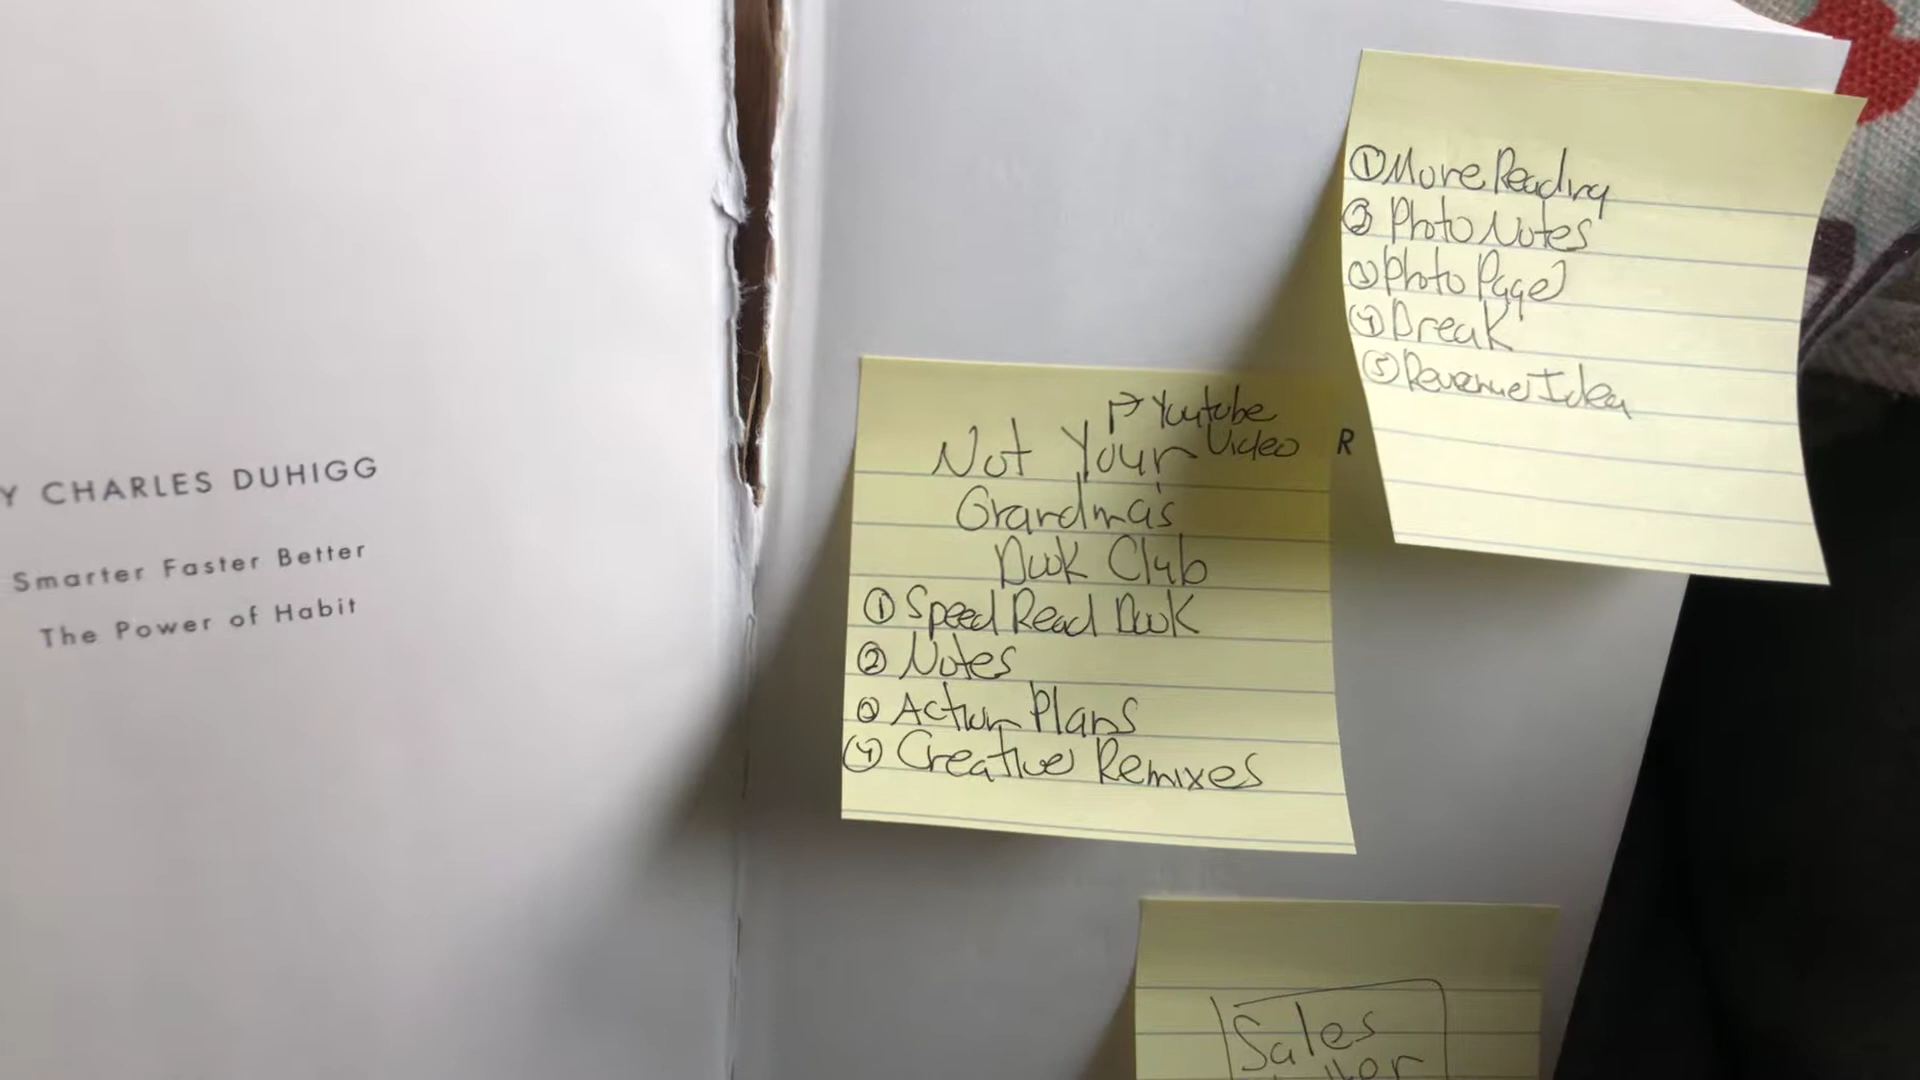 Y CHARLES DUHIGG
Smarter Faster Better
The Power of Habit
① More Reading
② Photo Notes
③ Photo Page
④ Break
⑤ Revenue Idea
↱ Youtube
Video
Not Your
Grandma's
Book Club
① Speed Read Book
② Notes
③ Action Plans
④ Creative Remixes
R
Sales